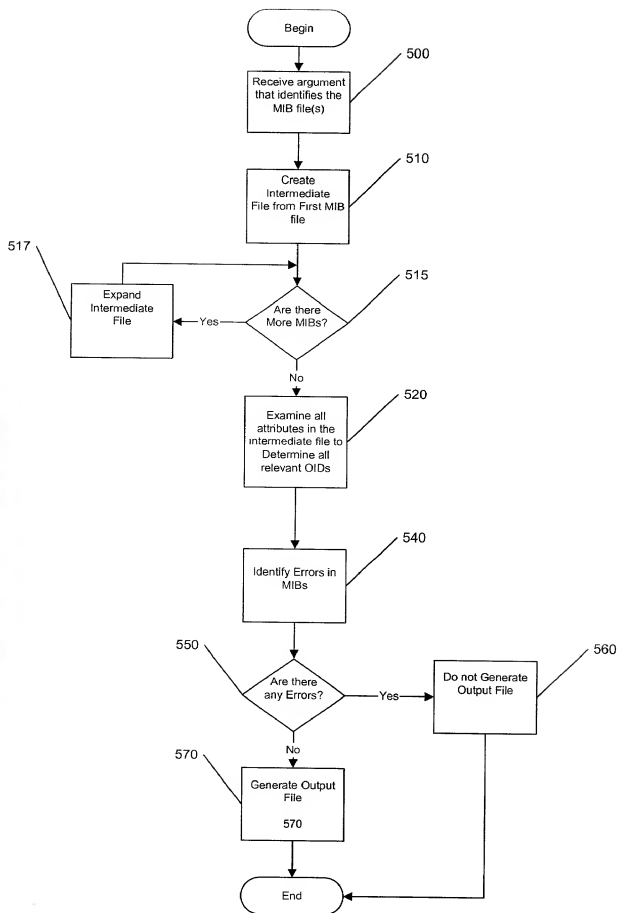 Begin
500
Receive argument
that identifies the
MIB file(s)
510
Create
Intermediate
File from First MIB
file
517
Expand
Intermediate
File
Yes
Are there
More MIBs?
515
No
520
Examine all
attributes in the
intermediate file to
Determine all
relevant OIDs
540
Identify Errors in
MIBs
550
Are there
any Errors?
Yes
560
Do not Generate
Output File
No
570
Generate Output
File
570
End